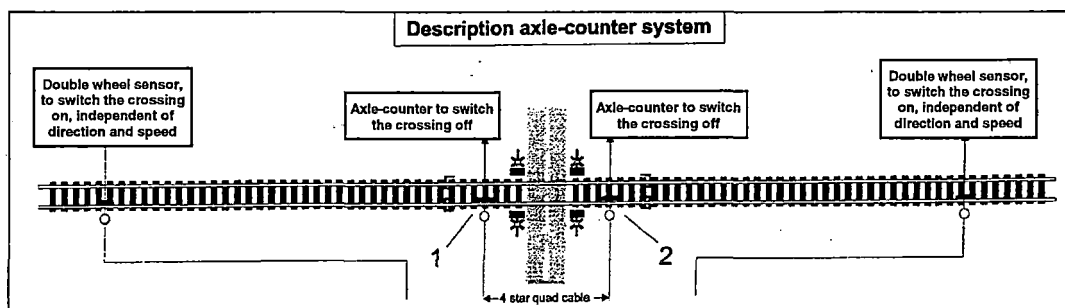 Description axle-counter system
Double wheel sensor,
to switch the crossing
on, independent of
direction and speed
Axle-counter to switch
the crossing off
Axle-counter to switch
the crossing off
Double wheel sensor,
to switch the crossing
on, independent of
direction and speed
1
2
4 star quad cable